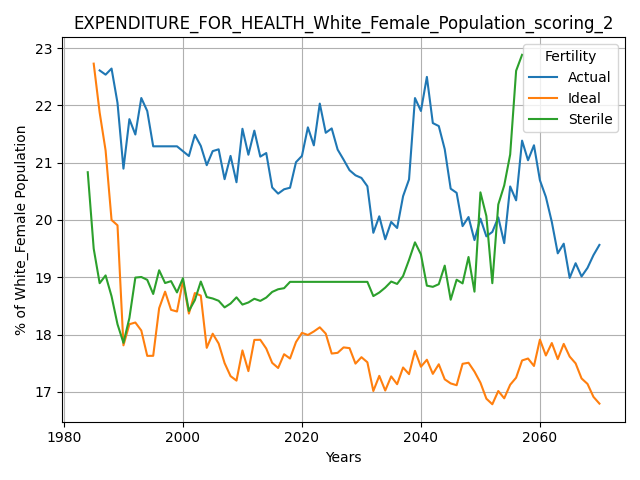 EXPENDITURE_FOR_HEALTH_White_Female_Population_scoring_2
Fertility
Actual
Ideal
Sterile
% of White_Female Population
23
22
21
20
19
18
17
1980
2000
2020
2040
2060
Years